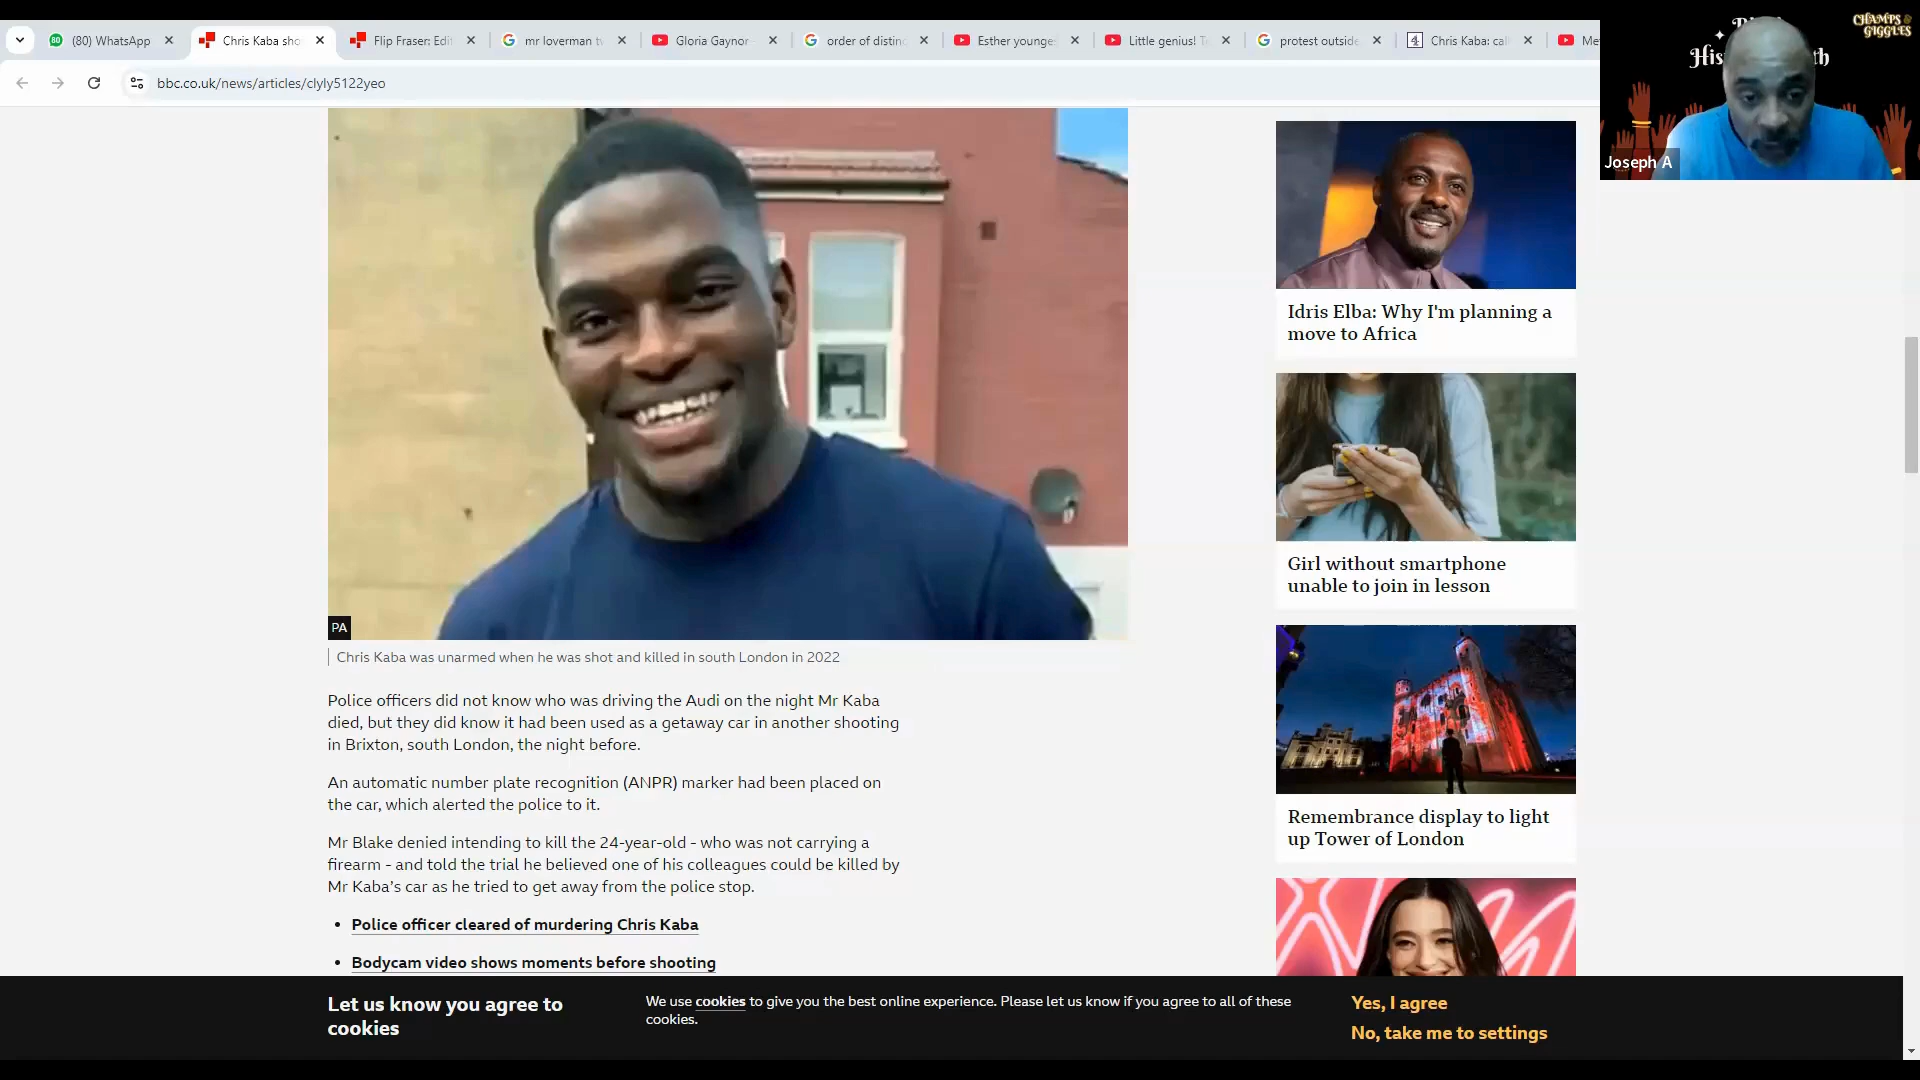 (80) WhatsApp
Chris Kaba sho
Flip Fraser: Edit
mr loverman tv
Gloria Gaynor -
order of distinc
Esther younges
Little genius! T
protest outside
Chris Kaba: cal
Me
bbc.co.uk/news/articles/clyly5122yeo
CHAMPS &
GIGGLES
Joseph A
PA
Chris Kaba was unarmed when he was shot and killed in south London in 2022
Police officers did not know who was driving the Audi on the night Mr Kaba
died, but they did know it had been used as a getaway car in another shooting
in Brixton, south London, the night before.
An automatic number plate recognition (ANPR) marker had been placed on
the car, which alerted the police to it.
Mr Blake denied intending to kill the 24-year-old - who was not carrying a
firearm - and told the trial he believed one of his colleagues could be killed by
Mr Kaba’s car as he tried to get away from the police stop.
• Police officer cleared of murdering Chris Kaba
• Bodycam video shows moments before shooting
Idris Elba: Why I'm planning a
move to Africa
Girl without smartphone
unable to join in lesson
Remembrance display to light
up Tower of London
Let us know you agree to
cookies
We use cookies to give you the best online experience. Please let us know if you agree to all of these
cookies.
Yes, I agree
No, take me to settings